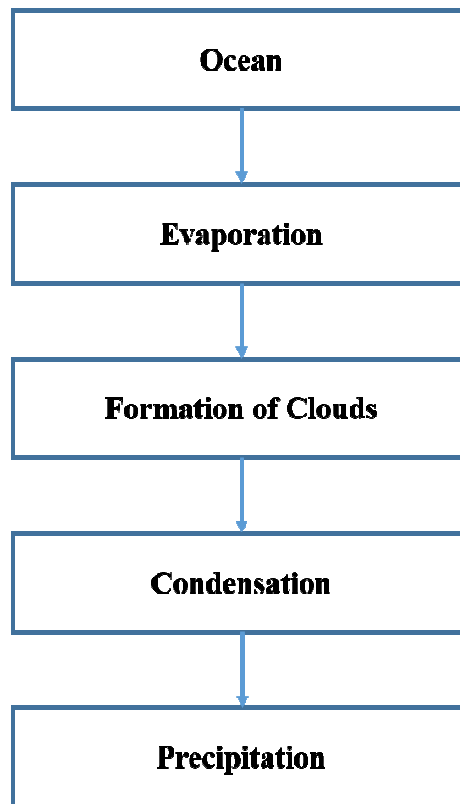 Ocean
Evaporation
Formation of Clouds
Condensation
Precipitation